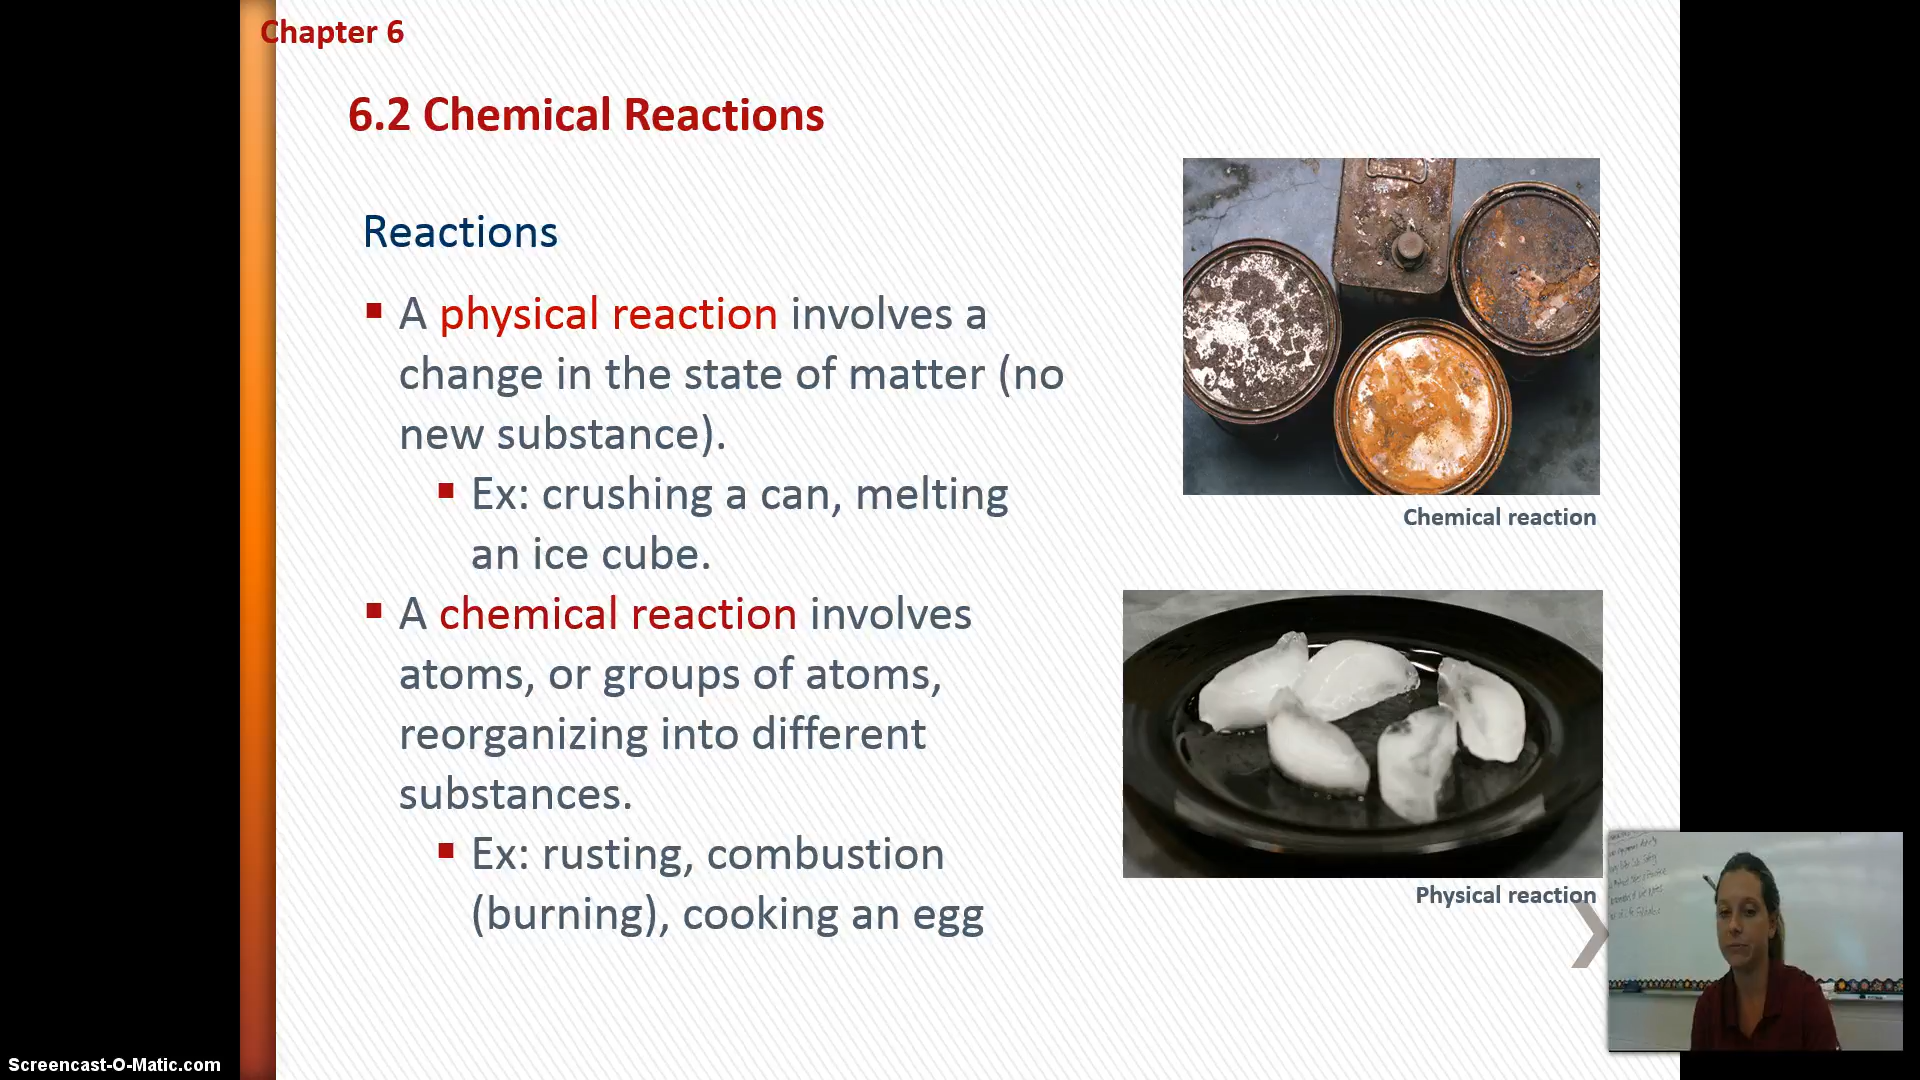 Chapter 6
6.2 Chemical Reactions
Reactions
A physical reaction involves a
change in the state of matter (no
new substance).
Ex: crushing a can, melting
an ice cube.
A chemical reaction involves
atoms, or groups of atoms,
reorganizing into different
substances.
Ex: rusting, combustion
(burning), cooking an egg
Chemical reaction
Physical reaction
Screencast-O-Matic.com